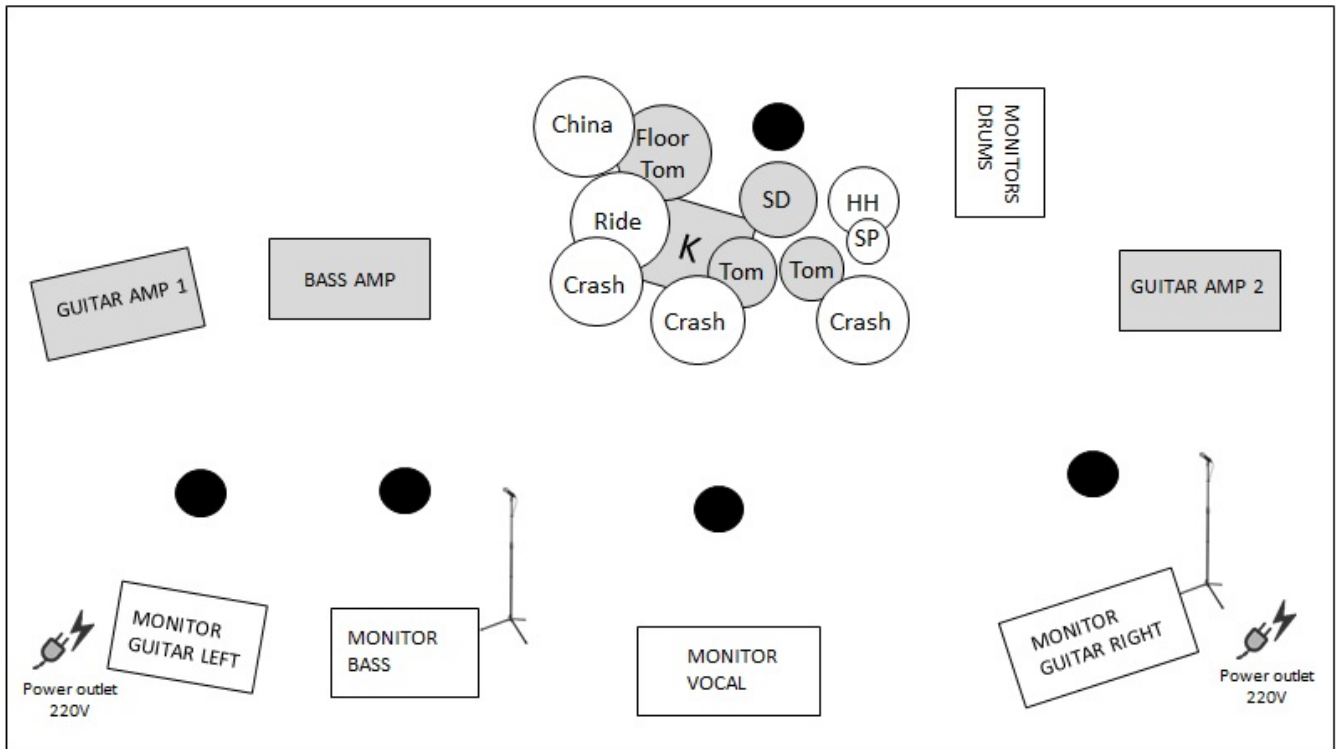 China
Floor
Tom
MONITORS
DRUMS
SD
HH
Ride
SP
K
Tom
Tom
Crash
Crash
Crash
GUITAR AMP 1
BASS AMP
GUITAR AMP 2
MONITOR
GUITAR LEFT
MONITOR
BASS
MONITOR
VOCAL
MONITOR
GUITAR RIGHT
Power outlet
220V
Power outlet
220V